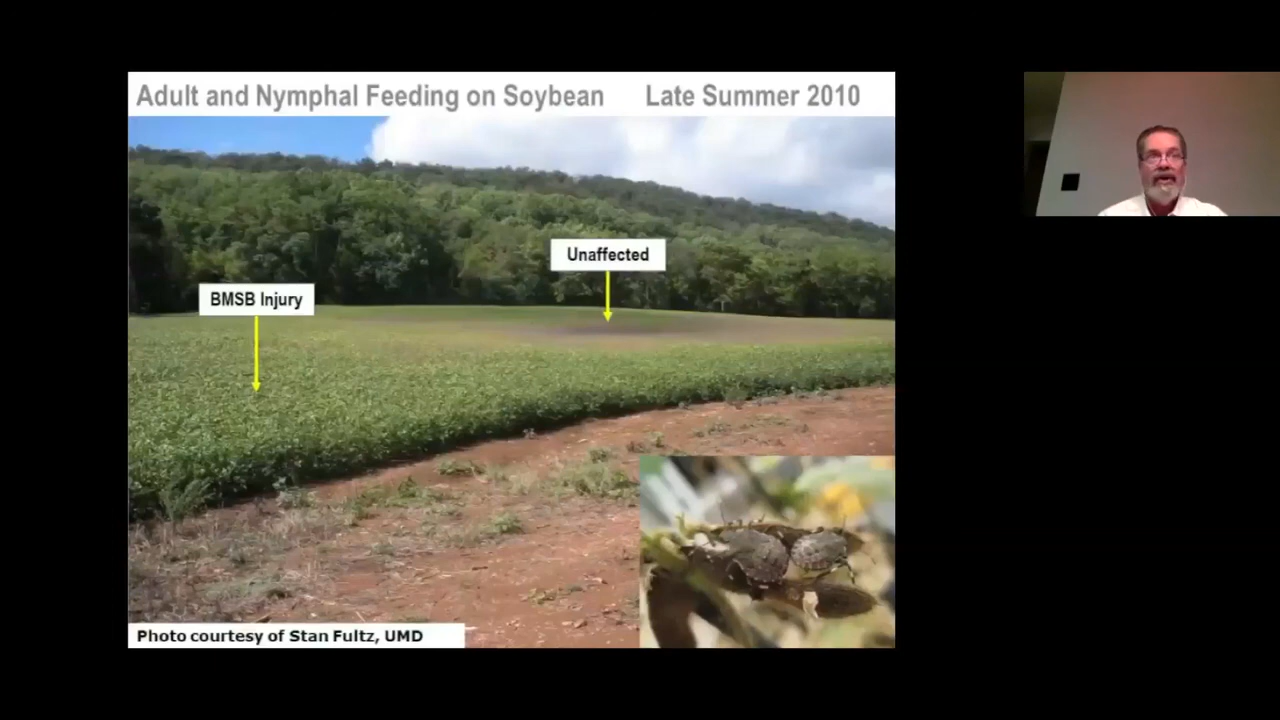 Adult and Nymphal Feeding on Soybean Late Summer 2010
Unaffected
BMSB Injury
Photo courtesy of Stan Fultz, UMD